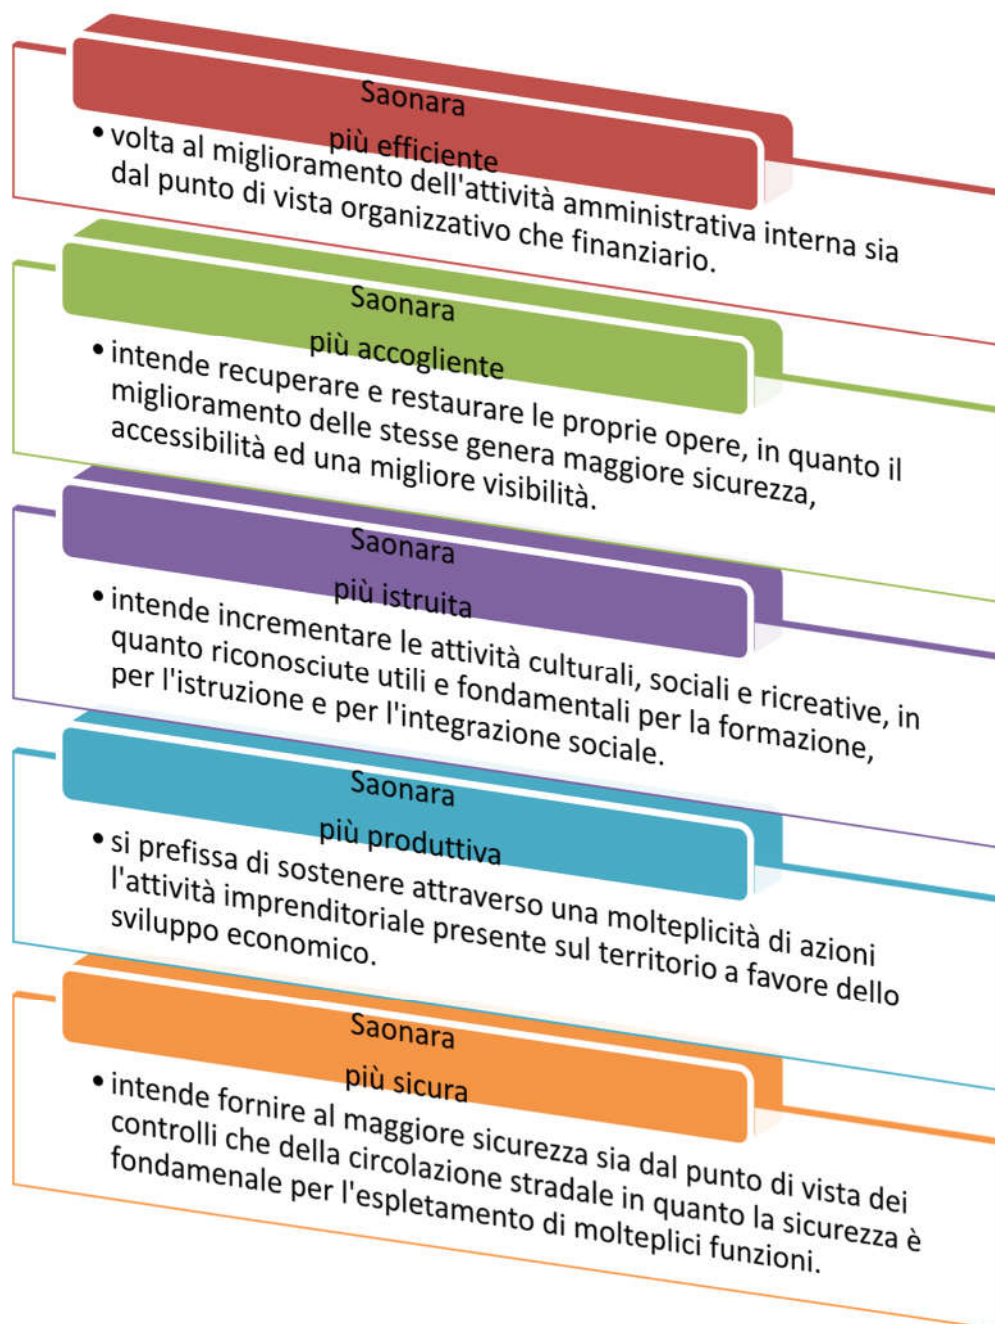 Saonara
più efficiente
• volta al miglioramento dell'attività amministrativa interna sia
dal punto di vista organizzativo che finanziario.
Saonara
più accogliente
• intende recuperare e restaurare le proprie opere, in quanto il
miglioramento delle stesse genera maggiore sicurezza,
accessibilità ed una migliore visibilità.
Saonara
più istruita
• intende incrementare le attività culturali, sociali e ricreative, in
quanto riconosciute utili e fondamentali per la formazione,
per l'istruzione e per l'integrazione sociale.
Saonara
più produttiva
• si prefissa di sostenere attraverso una molteplicità di azioni
l'attività imprenditoriale presente sul territorio a favore dello
sviluppo economico.
Saonara
più sicura
• intende fornire al maggiore sicurezza sia dal punto di vista dei
controlli che della circolazione stradale in quanto la sicurezza è
fondamenale per l'espletamento di molteplici funzioni.